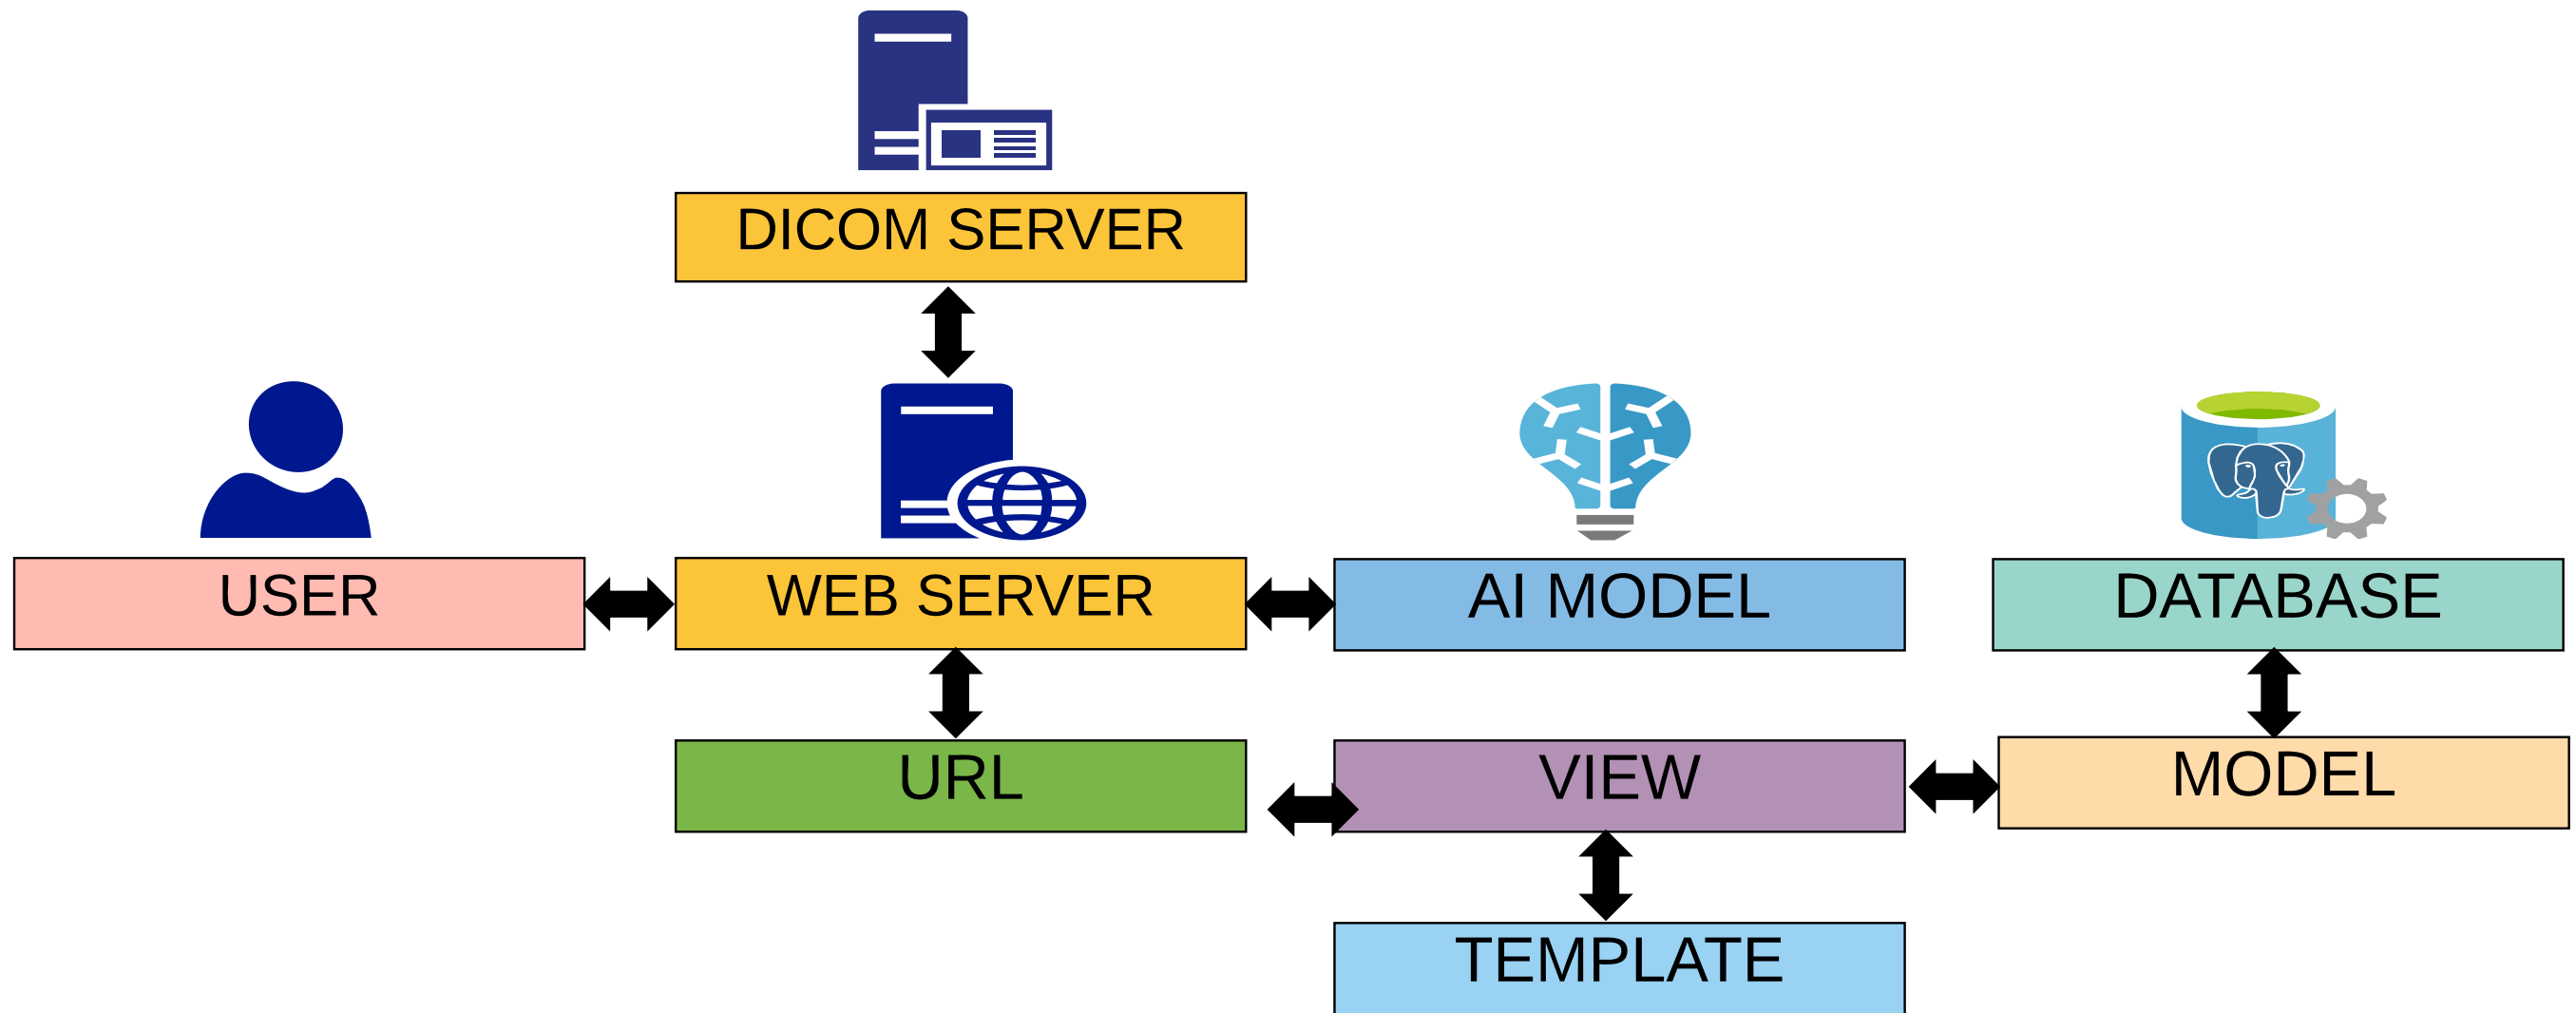 DICOM SERVER
USER
WEB SERVER
AI MODEL
DATABASE
URL
VIEW
MODEL
TEMPLATE